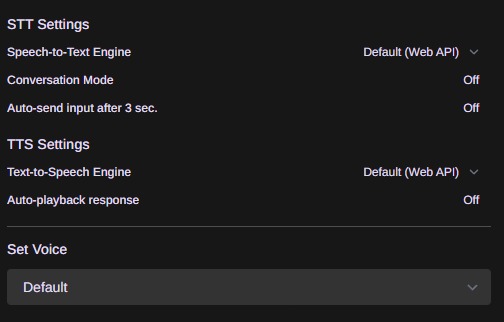 STT Settings
Speech-to-Text Engine Default (Web API)
Conversation Mode Off
Auto-send input after 3 sec. Off
TTS Settings
Text-to-Speech Engine Default (Web API)
Auto-playback response Off
Set Voice
Default